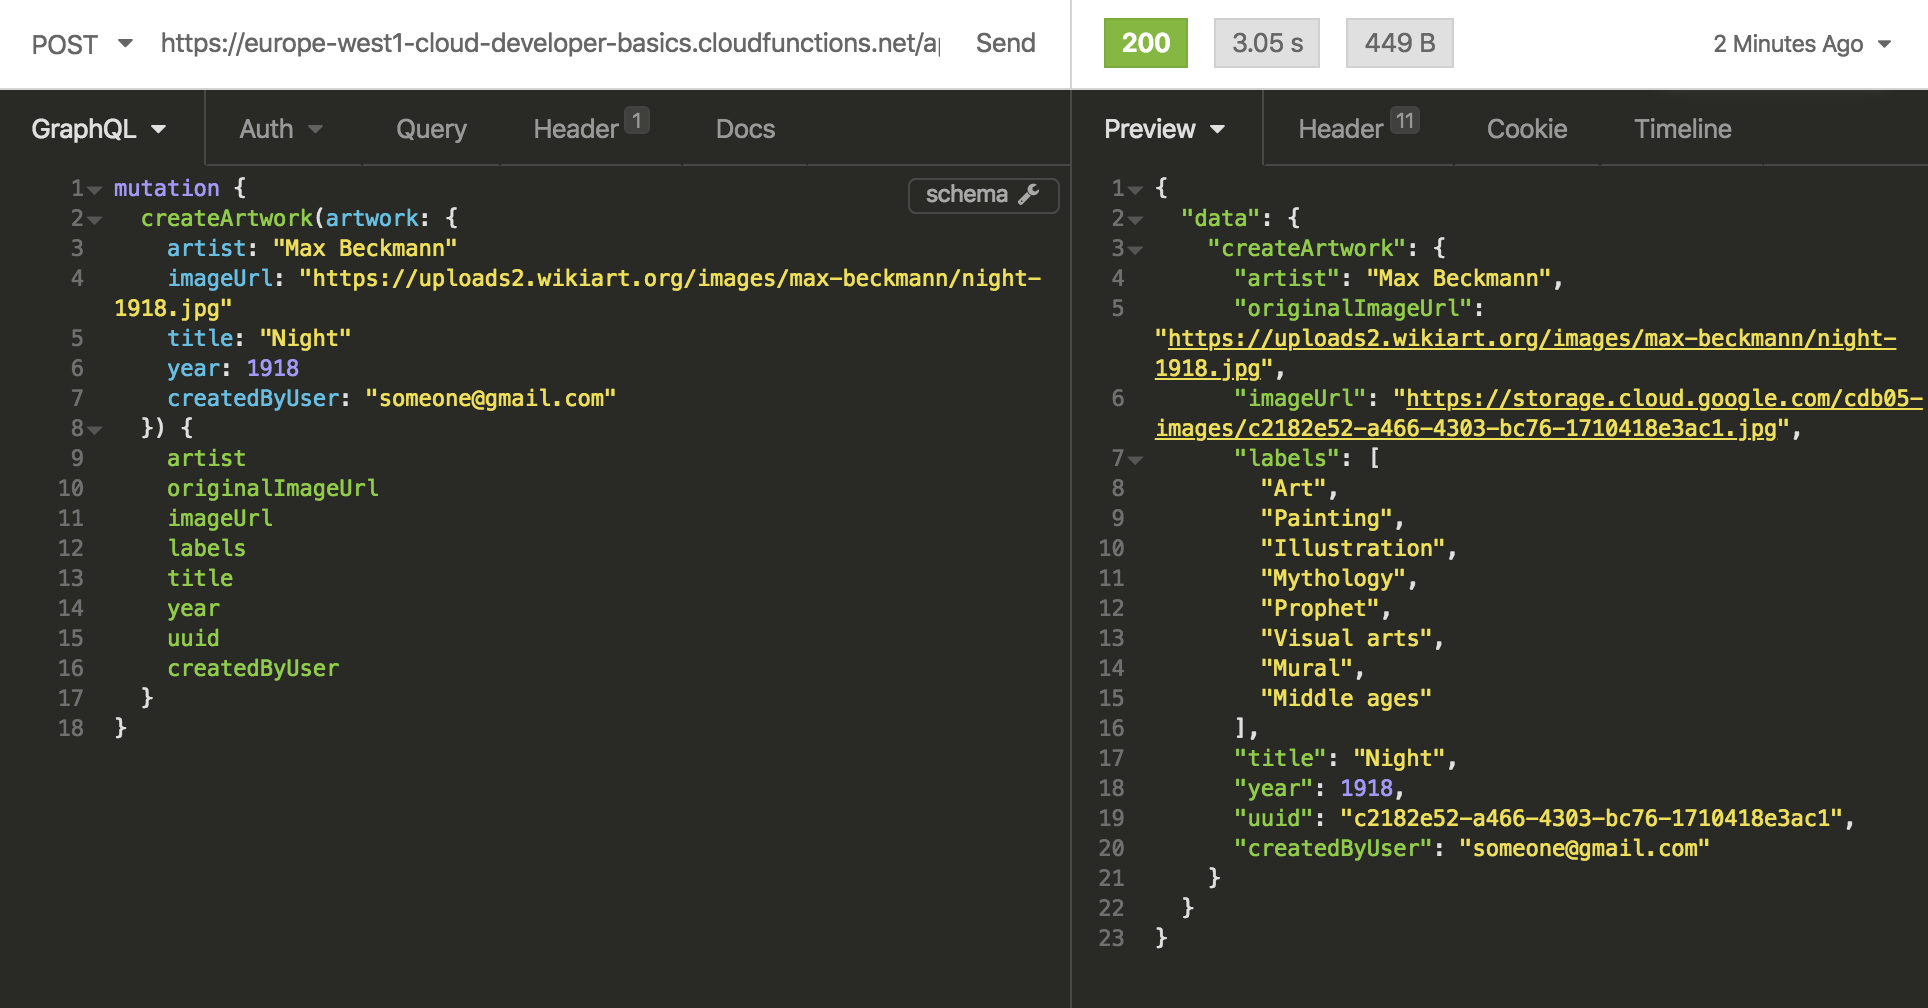 POST https://europe-west1-cloud-developer-basics.cloudfunctions.net/ap Send
200 3.05 s 449 B 2 Minutes Ago
GraphQL Auth Query Header 1 Docs
schema
1 mutation {
2 createArtwork(artwork: {
3 artist: "Max Beckmann"
4 imageUrl: "https://uploads2.wikiart.org/images/max-beckmann/night-
1918.jpg"
5 title: "Night"
6 year: 1918
7 createdByUser: "someone@gmail.com"
8 }) {
9 artist
10 originalImageUrl
11 imageUrl
12 labels
13 title
14 year
15 uuid
16 createdByUser
17 }
18 }
Preview Header 11 Cookie Timeline
1 {
2 "data": {
3 "createArtwork": {
4 "artist": "Max Beckmann",
5 "originalImageUrl":
"https://uploads2.wikiart.org/images/max-beckmann/night-
1918.jpg",
6 "imageUrl": "https://storage.cloud.google.com/cdb05-
images/c2182e52-a466-4303-bc76-1710418e3ac1.jpg",
7 "labels": [
8 "Art",
9 "Painting",
10 "Illustration",
11 "Mythology",
12 "Prophet",
13 "Visual arts",
14 "Mural",
15 "Middle ages"
16 ],
17 "title": "Night",
18 "year": 1918,
19 "uuid": "c2182e52-a466-4303-bc76-1710418e3ac1",
20 "createdByUser": "someone@gmail.com"
21 }
22 }
23 }